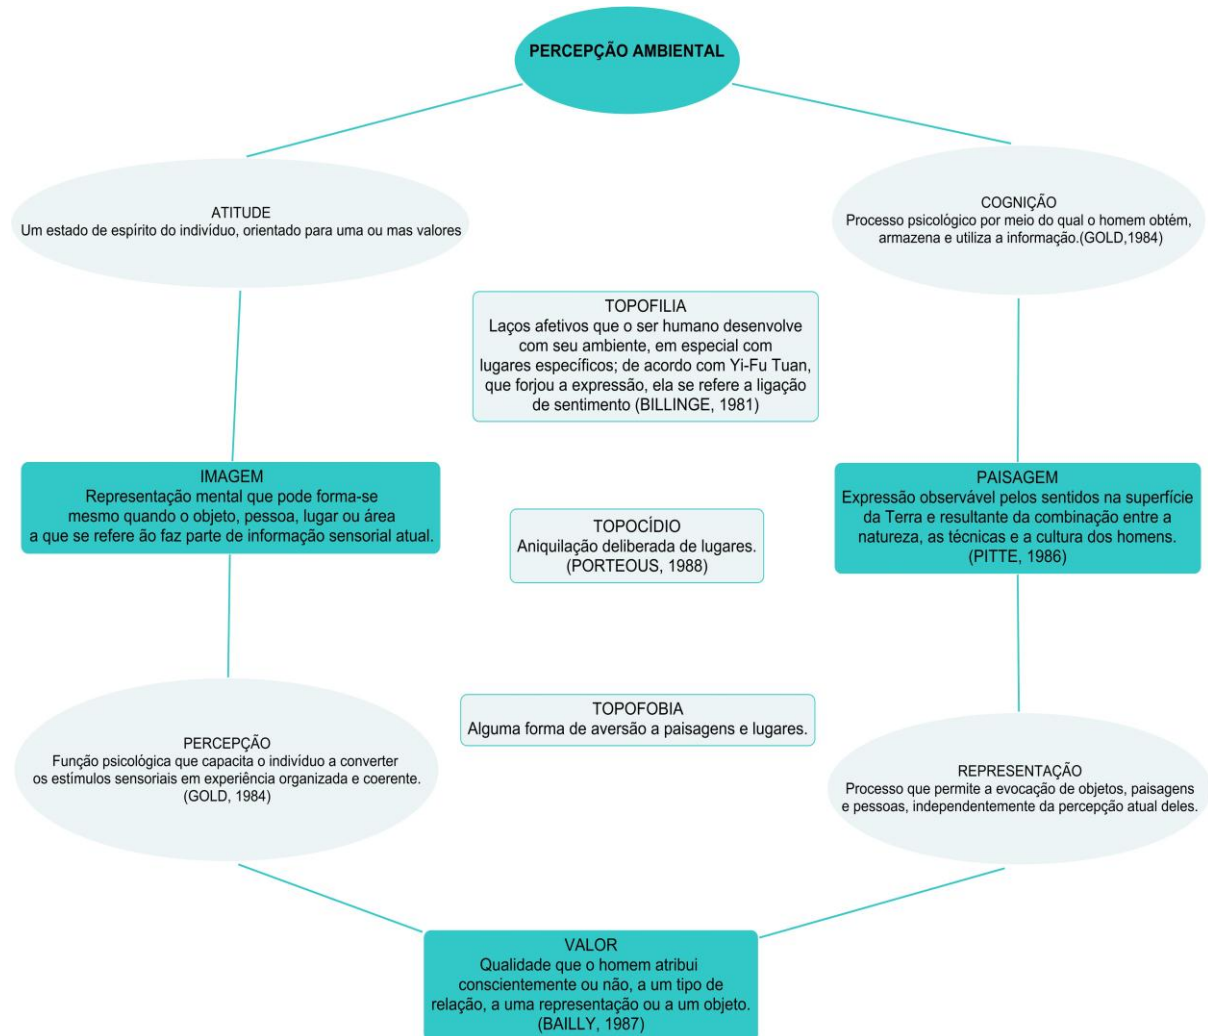 PERCEPÇÃO AMBIENTAL
ATITUDE
Um estado de espírito do indivíduo, orientado para uma ou mas valores
COGNIÇÃO
Processo psicológico por meio do qual o homem obtém,
armazena e utiliza a informação.(GOLD,1984)
TOPOFILIA
Laços afetivos que o ser humano desenvolve
com seu ambiente, em especial com
lugares específicos; de acordo com Yi-Fu Tuan,
que forjou a expressão, ela se refere a ligação
de sentimento (BILLINGE, 1981)
IMAGEM
Representação mental que pode forma-se
mesmo quando o objeto, pessoa, lugar ou área
a que se refere ão faz parte de informação sensorial atual.
PAISAGEM
Expressão observável pelos sentidos na superfície
da Terra e resultante da combinação entre a
natureza, as técnicas e a cultura dos homens.
(PITTE, 1986)
TOPOCÍDIO
Aniquilação deliberada de lugares.
(PORTEOUS, 1988)
TOPOFOBIA
Alguma forma de aversão a paisagens e lugares.
PERCEPÇÃO
Função psicológica que capacita o indivíduo a converter
os estímulos sensoriais em experiência organizada e coerente.
(GOLD, 1984)
REPRESENTAÇÃO
Processo que permite a evocação de objetos, paisagens
e pessoas, independentemente da percepção atual deles.
VALOR
Qualidade que o homem atribui
conscientemente ou não, a um tipo de
relação, a uma representação ou a um objeto.
(BAILLY, 1987)